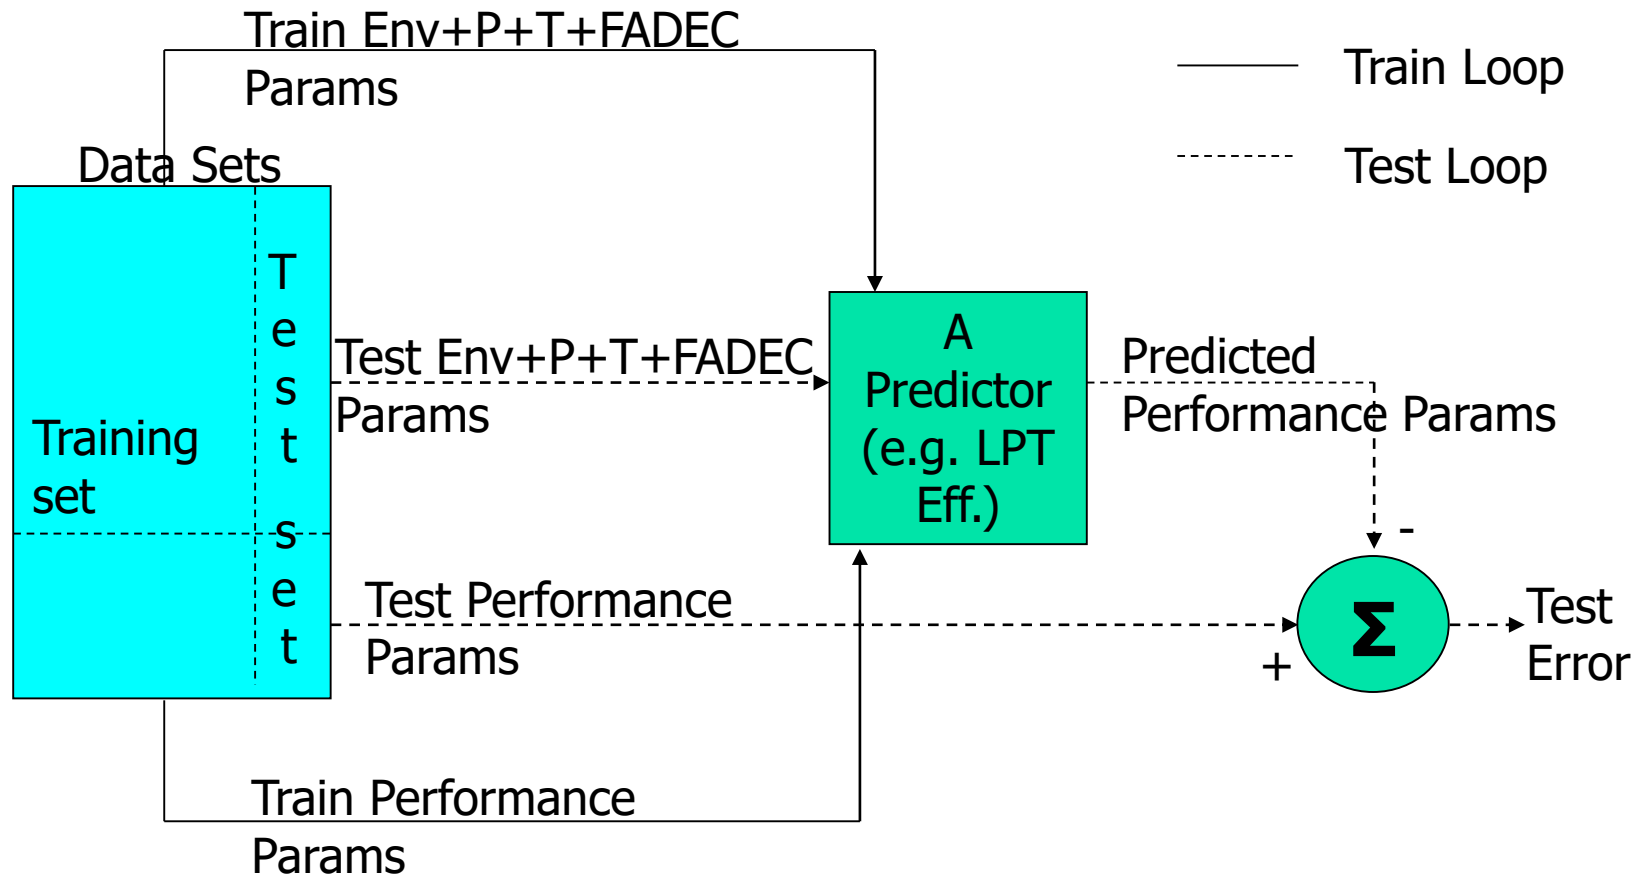 Train Env+P+T+FADEC
Params
Train Loop
Test Loop
Data Sets
Training
set
T
e
s
t
s
e
t
Test Env+P+T+FADEC
Params
A
Predictor
(e.g. LPT
Eff.)
Predicted
Performance Params
-
Test Performance
Params
+
Σ
Test
Error
Train Performance
Params